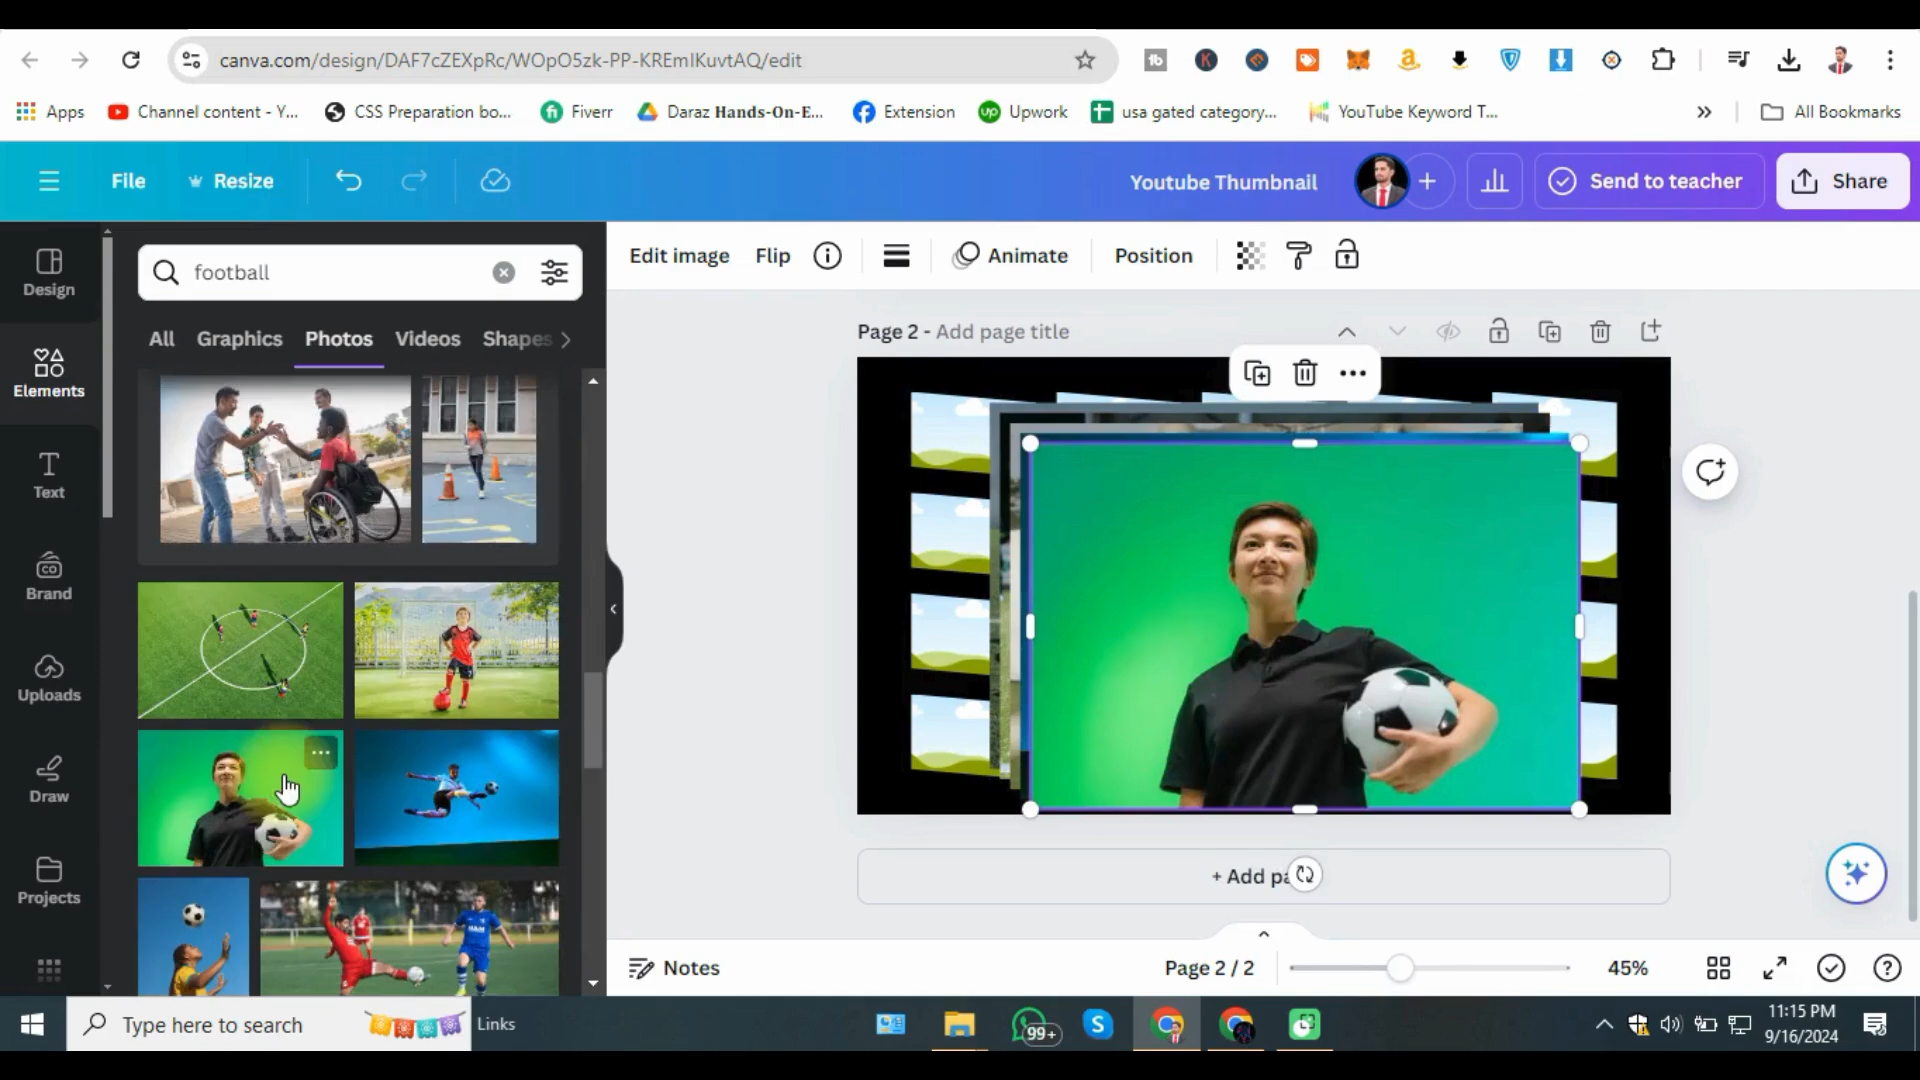 canva.com/design/DAF7cZEXpRc/WOpO5zk-PP-KREmIKuvtAQ/edit
Apps
Channel content - Y...
CSS Preparation bo...
Fiverr
Daraz Hands-On-E...
Extension
Upwork
usa gated category...
YouTube Keyword T...
All Bookmarks
File
Resize
Youtube Thumbnail
Send to teacher
Share
Design
Elements
Text
Brand
Uploads
Draw
Projects
football
All
Graphics
Photos
Videos
Shapes
Edit image
Flip
Animate
Position
Page 2 - Add page title
+ Add pa
Notes
Page 2 / 2
45%
Type here to search
Links
99+
11:15 PM
9/16/2024